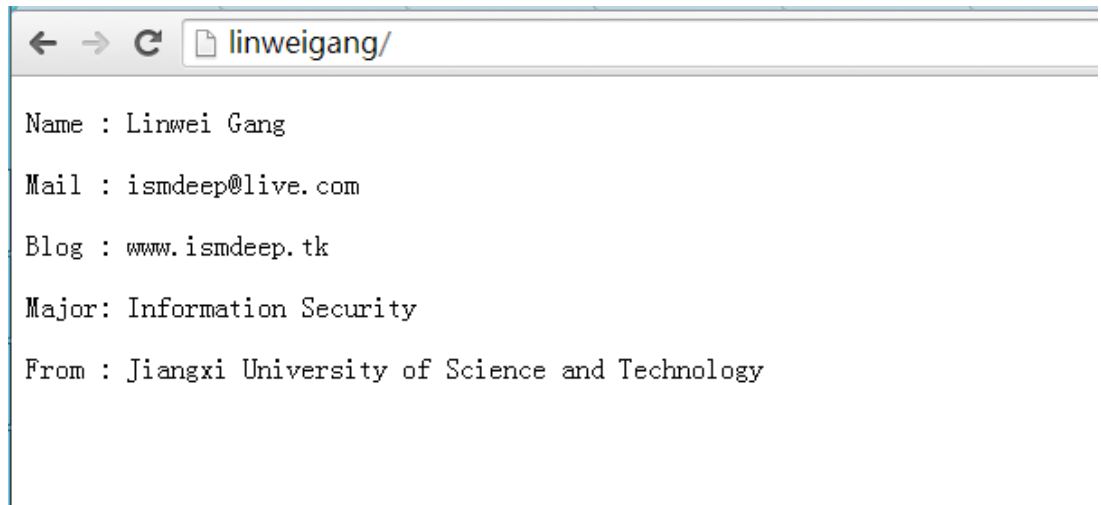 linweigang/
Name : Linwei Gang
Mail : ismdeep@live.com
Blog : www.ismdeep.tk
Major: Information Security
From : Jiangxi University of Science and Technology